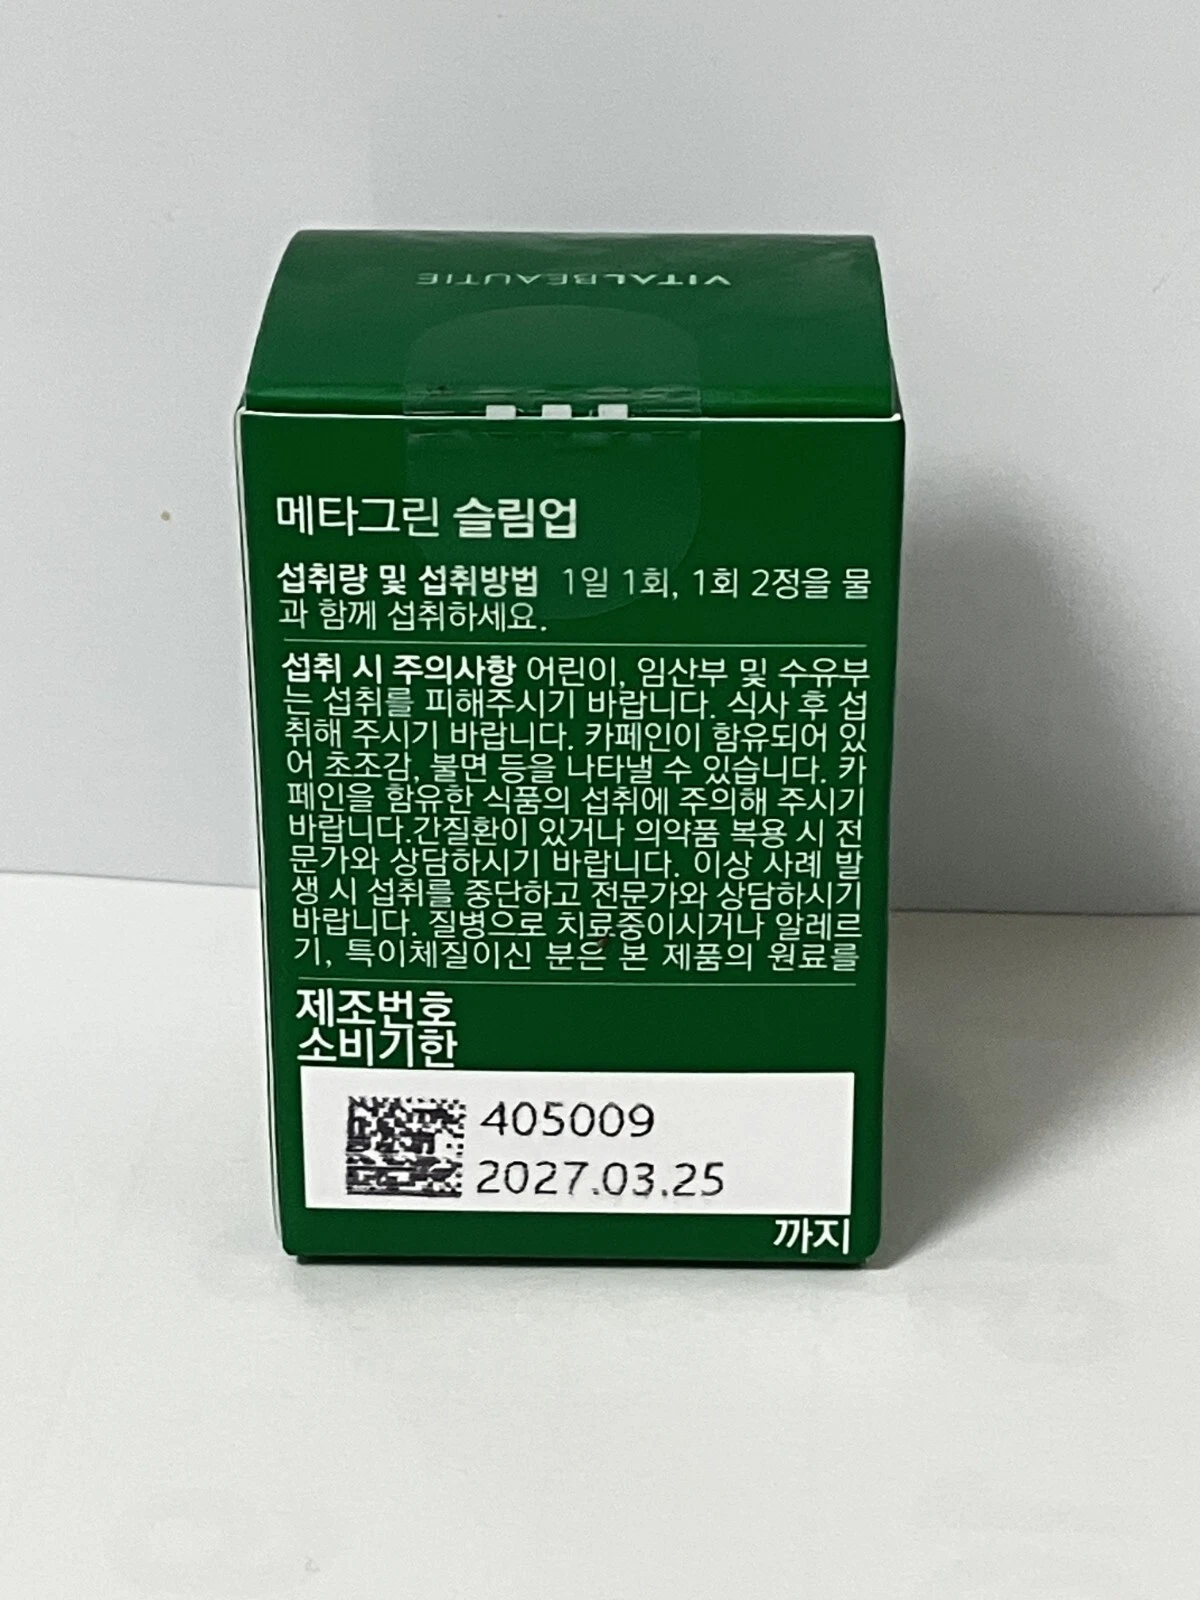 VITALBEAUTIE
메타그린 슬림업
섭취량 및 섭취방법 1일 1회, 1회 2정을 물
과 함께 섭취하세요.
섭취 시 주의사항 어린이, 임산부 및 수유부
는 섭취를 피해주시기 바랍니다. 식사 후 섭
취해 주시기 바랍니다. 카페인이 함유되어 있
어 초조감, 불면 등을 나타낼 수 있습니다. 카
페인을 함유한 식품의 섭취에 주의해 주시기
바랍니다.간질환이 있거나 의약품 복용 시 전
문가와 상담하시기 바랍니다. 이상 사례 발
생 시 섭취를 중단하고 전문가와 상담하시기
바랍니다. 질병으로 치료중이시거나 알레르
기, 특이체질이신 분은 본 제품의 원료를
제조번호
소비기한
405009
2027.03.25
까지